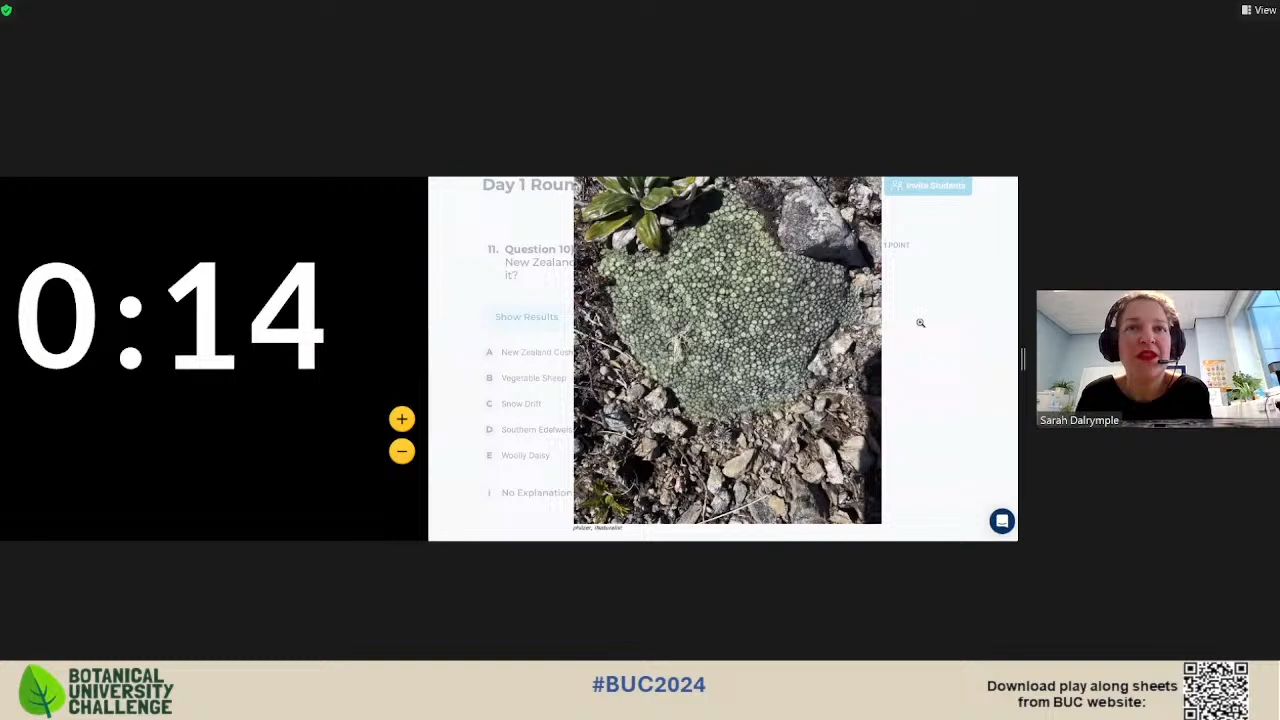 View
0:14
+
−
Day 1 Roun
Invite Students
11. Question 10)
1 POINT
New Zealand
it?
Show Results
A New Zealand Cush
B Vegetable Sheep
C Snow Drift
D Southern Edelweis
E Woolly Daisy
i No Explanation
philzer, iNaturalist
Sarah Dalrymple
BOTANICAL
UNIVERSITY
CHALLENGE
#BUC2024
Download play along sheets
from BUC website: